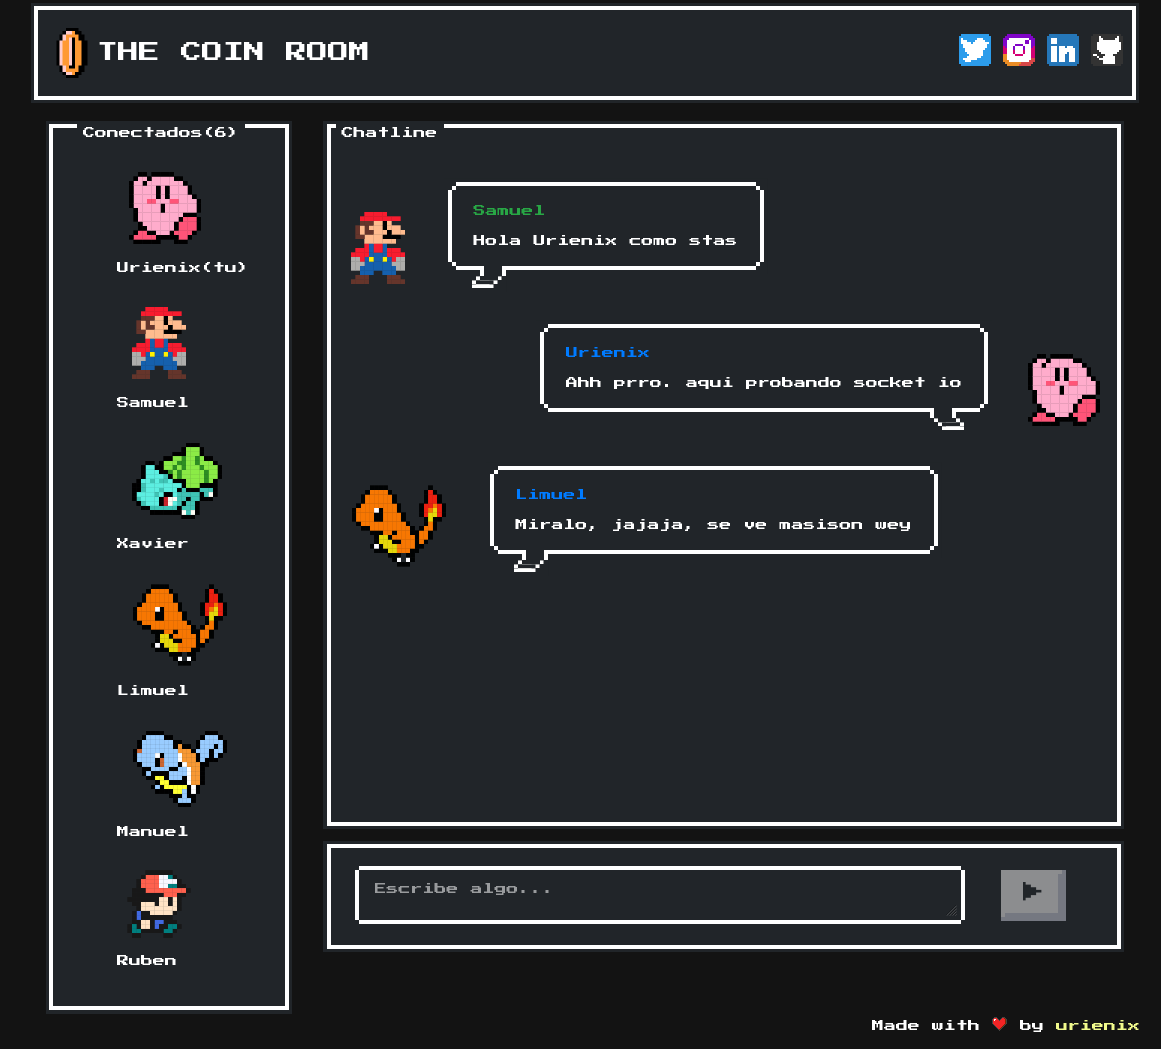 THE COIN ROOM
Conectados(6)
Urienix(tu)
Samuel
Xavier
Limuel
Manuel
Ruben
Chatline
Samuel
Hola Urienix como stas
Urienix
Ahh prro. aqui probando socket io
Limuel
Miralo, jajaja, se ve masison wey
Escribe algo...
Made with ❤ by urienix